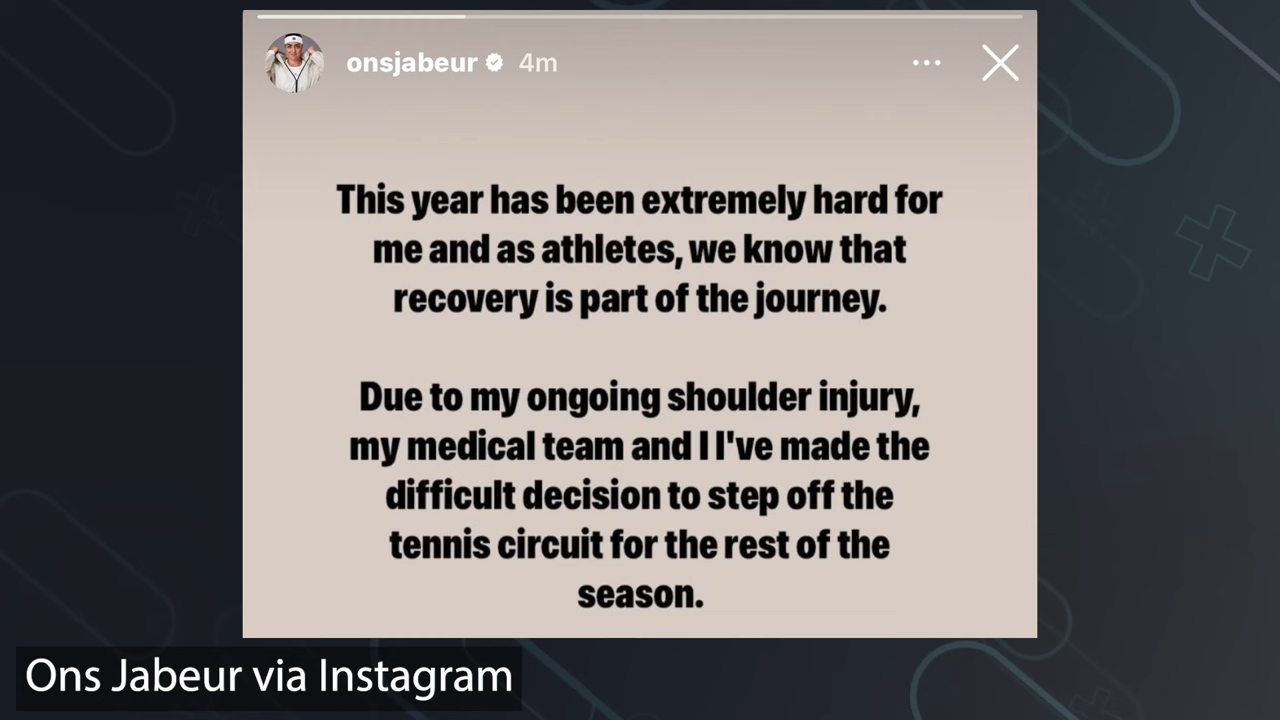 onsjabeur 4m
This year has been extremely hard for
me and as athletes, we know that
recovery is part of the journey.
Due to my ongoing shoulder injury,
my medical team and I I've made the
difficult decision to step off the
tennis circuit for the rest of the
season.
Ons Jabeur via Instagram